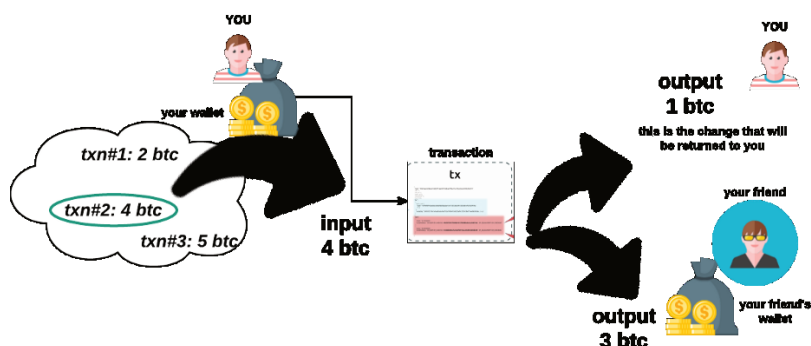 YOU
your wallet
txn#1: 2 btc
txn#2: 4 btc
txn#3: 5 btc
input
4 btc
transaction
tx
YOU
output
1 btc
this is the change that will
be returned to you
your friend
your friend's
wallet
output
3 btc